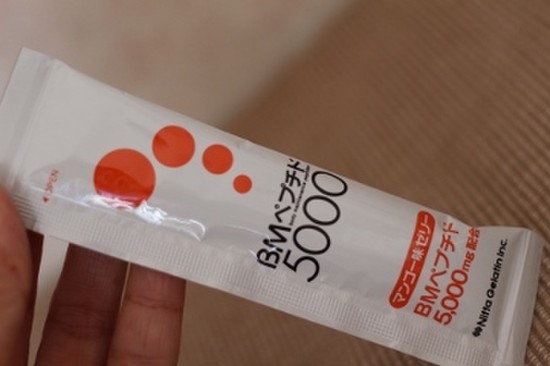 OPEN
BMペプチド
5000
マンゴー味ゼリー
BMペプチド
5,000mg配合
Nitta Gelatin Inc.